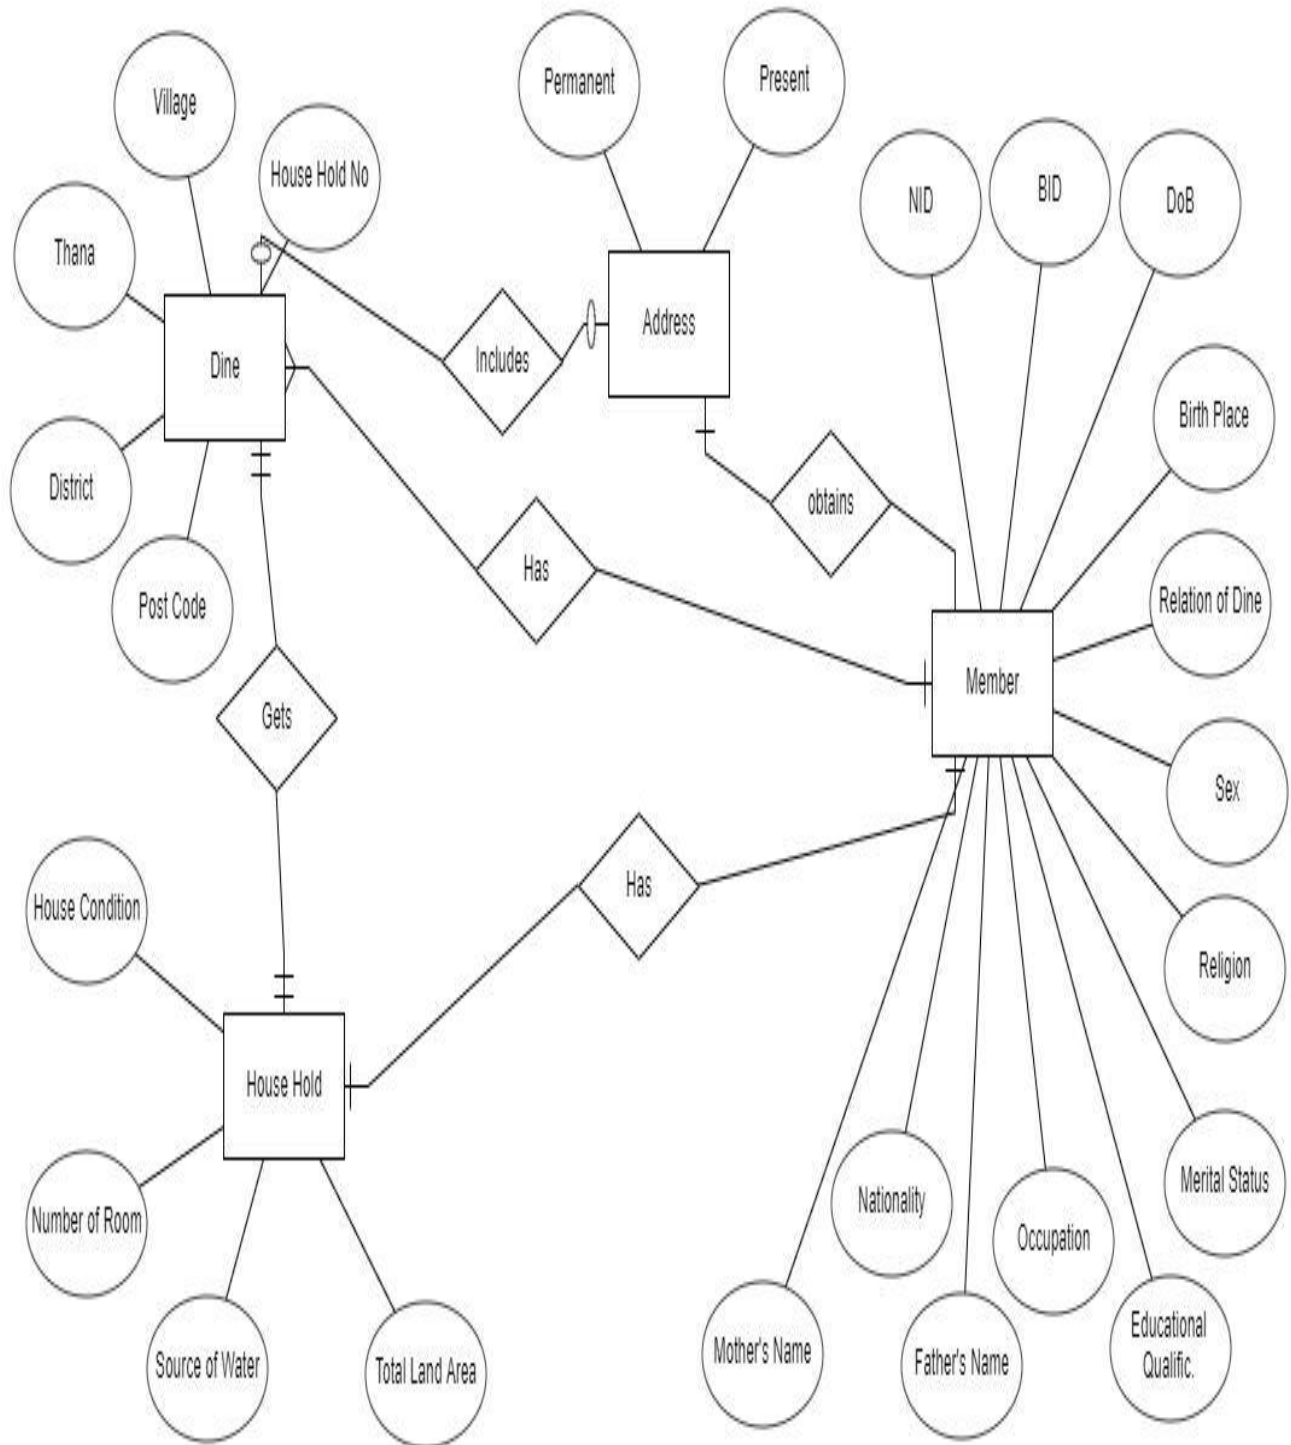 Permanent
Present
Village
House Hold No
NID
BID
DoB
Thana
Address
Includes
Dine
Birth Place
District
obtains
Has
Post Code
Relation of Dine
Member
Gets
Sex
House Condition
Has
Religion
House Hold
Merital Status
Nationality
Number of Room
Occupation
Educational
Qualific.
Mother's Name
Father's Name
Source of Water
Total Land Area